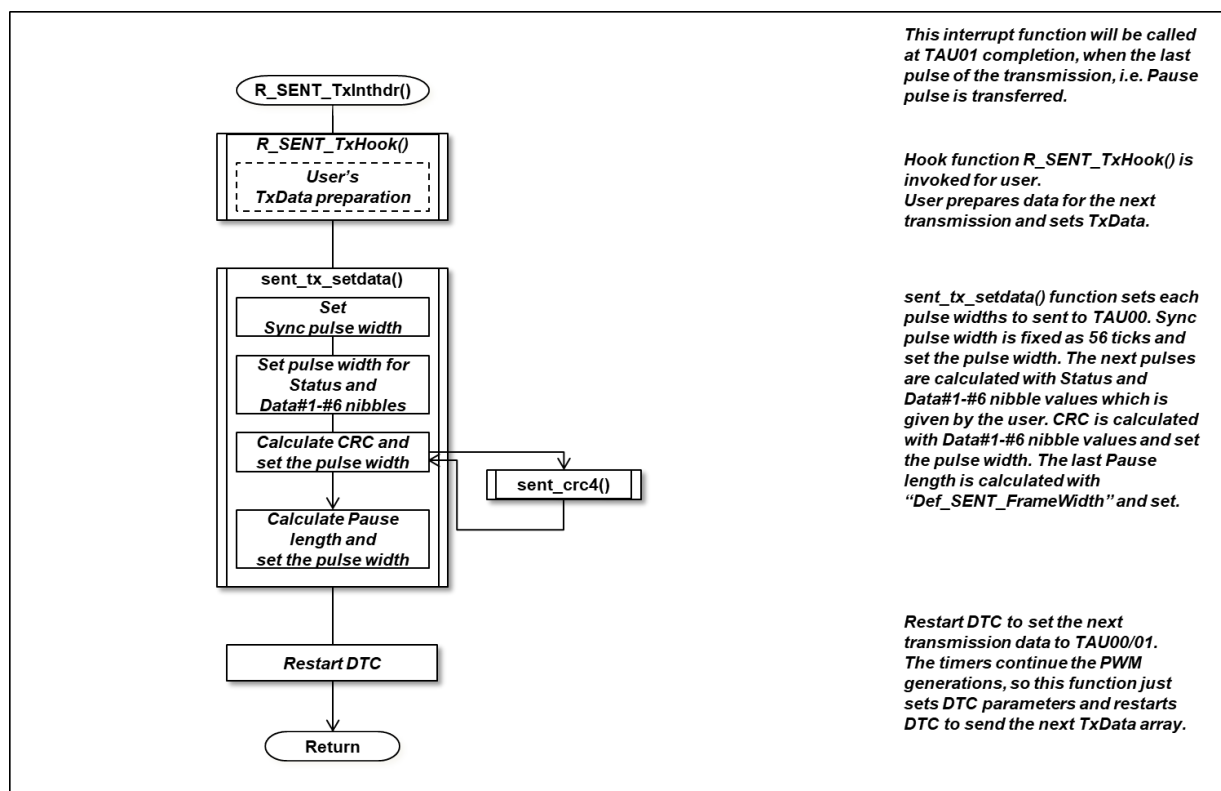 R_SENT_TxInthdr()
R_SENT_TxHook()
User’s
TxData preparation
sent_tx_setdata()
Set
Sync pulse width
Set pulse width for
Status and
Data#1-#6 nibbles
Calculate CRC and
set the pulse width
sent_crc4()
Calculate Pause
length and
set the pulse width
Restart DTC
Return
This interrupt function will be called
at TAU01 completion, when the last
pulse of the transmission, i.e. Pause
pulse is transferred.
Hook function R_SENT_TxHook() is
invoked for user.
User prepares data for the next
transmission and sets TxData.
sent_tx_setdata() function sets each
pulse widths to sent to TAU00. Sync
pulse width is fixed as 56 ticks and
set the pulse width. The next pulses
are calculated with Status and
Data#1-#6 nibble values which is
given by the user. CRC is calculated
with Data#1-#6 nibble values and set
the pulse width. The last Pause
length is calculated with
“Def_SENT_FrameWidth” and set.
Restart DTC to set the next
transmission data to TAU00/01.
The timers continue the PWM
generations, so this function just
sets DTC parameters and restarts
DTC to send the next TxData array.